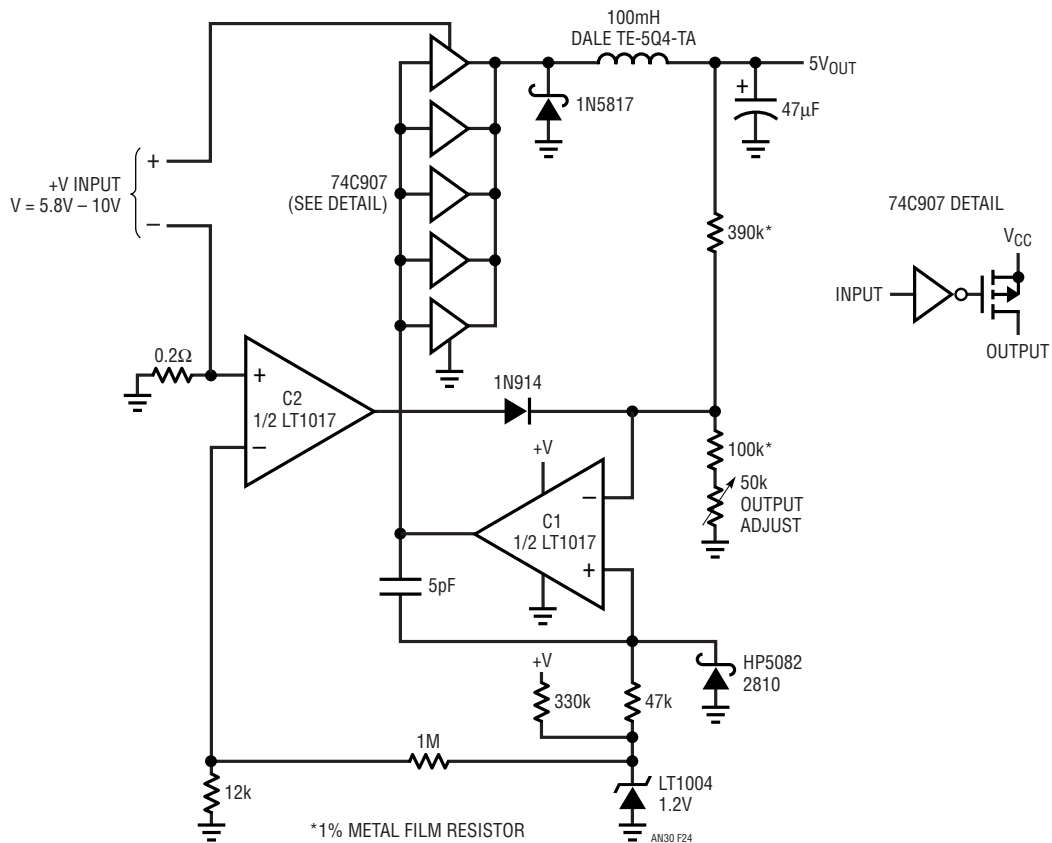 100mH
DALE TE-5Q4-TA
5VOUT
+
1N5817
47µF
+V INPUT
V = 5.8V – 10V
+
–
74C907
(SEE DETAIL)
390k*
74C907 DETAIL
VCC
INPUT
OUTPUT
0.2Ω
+
C2
1/2 LT1017
–
1N914
100k*
50k
OUTPUT
ADJUST
+V
–
C1
1/2 LT1017
+
5pF
HP5082
2810
+V
330k
47k
1M
12k
LT1004
1.2V
*1% METAL FILM RESISTOR
AN30 F24